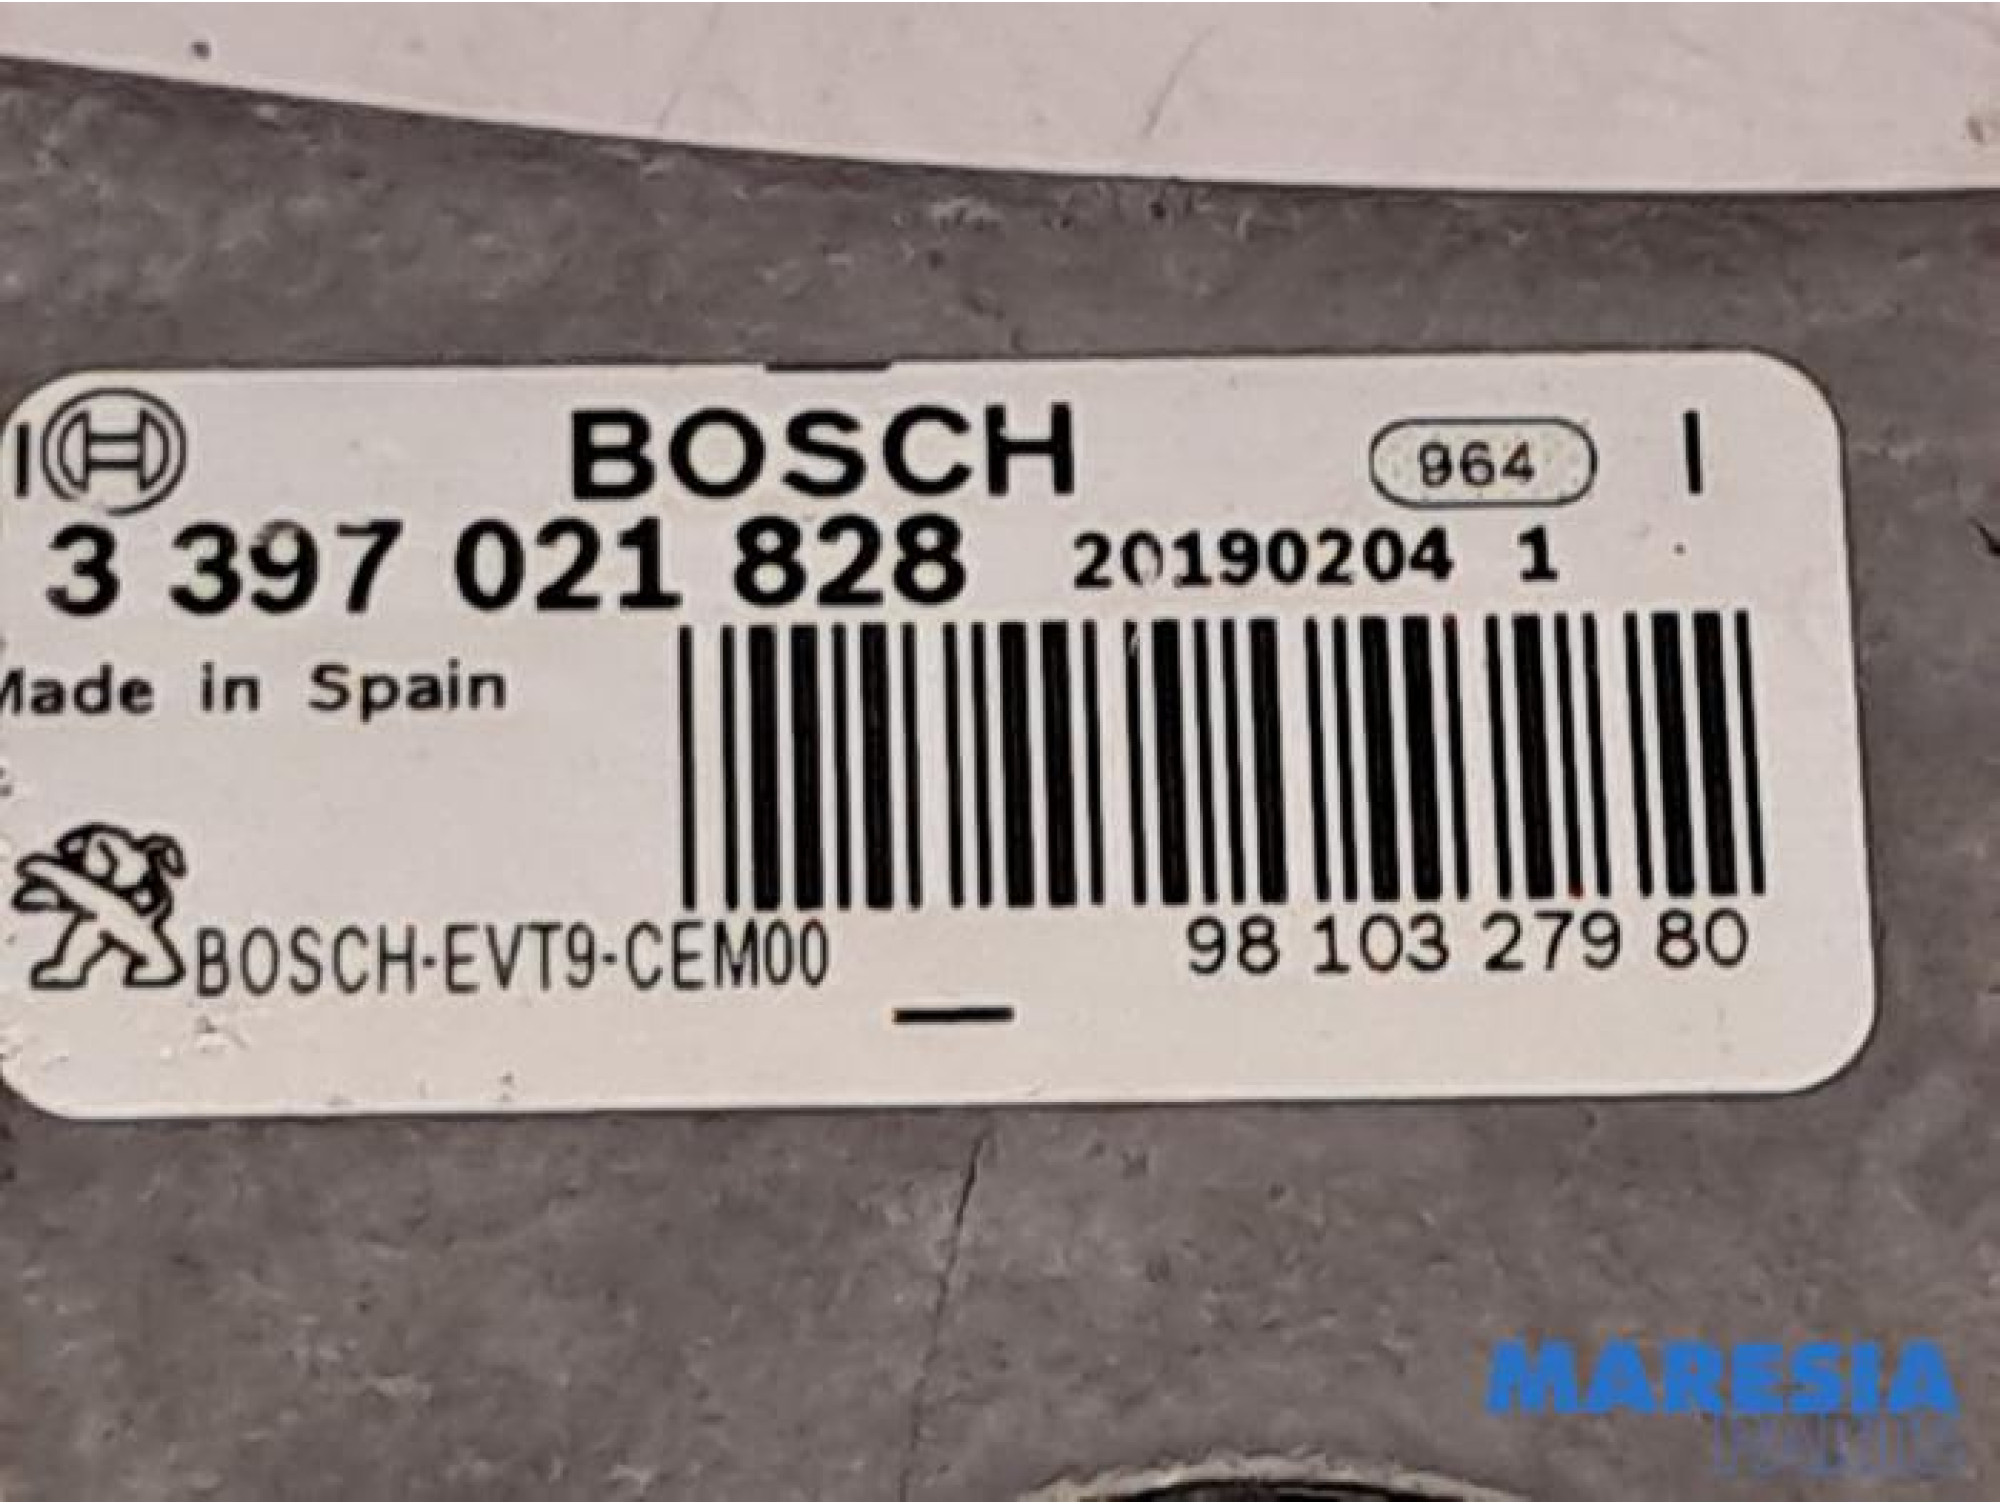 BOSCH 964
3 397 021 828 20190204 1
Made in Spain
BOSCH-EVT9-CEM00 98 103 279 80
MARESIA
PARTS